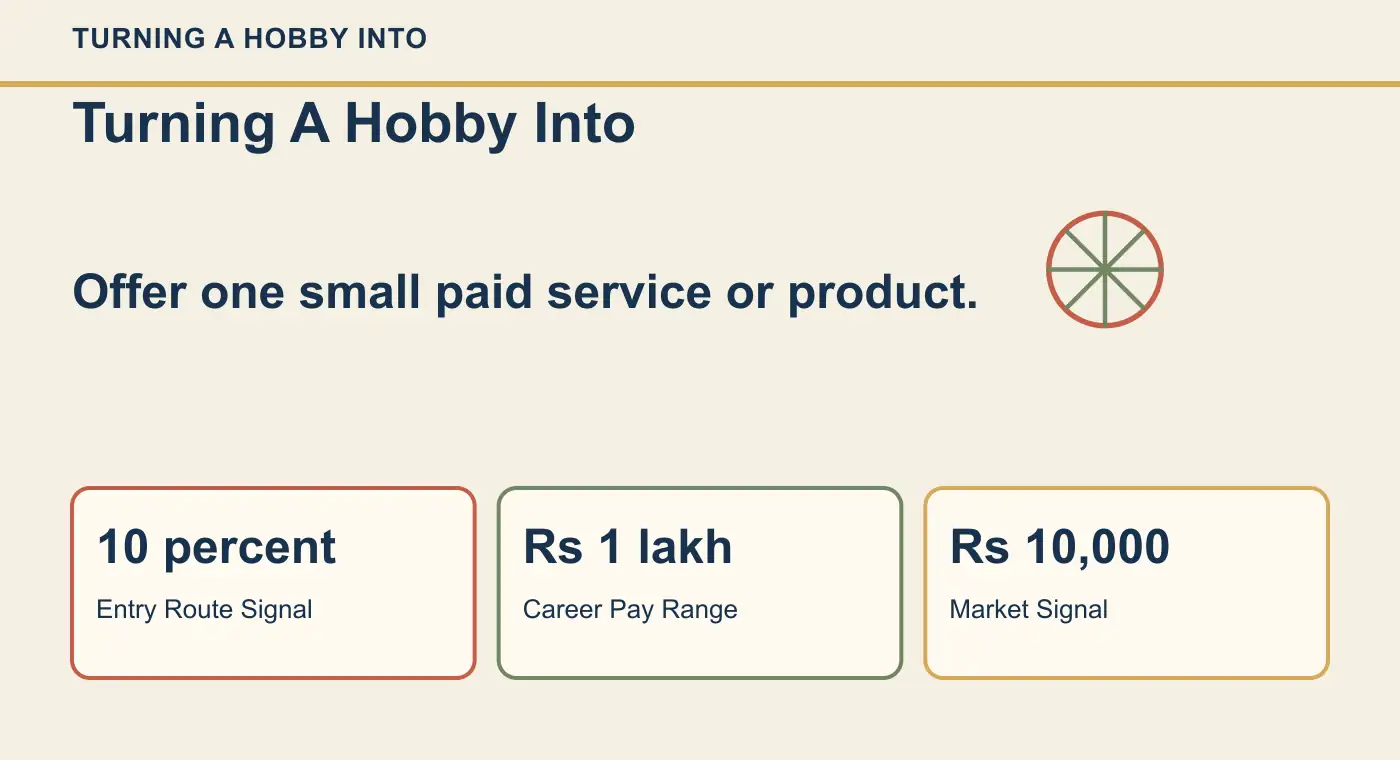 TURNING A HOBBY INTO
Turning A Hobby Into
Offer one small paid service or product.
10 percent
Entry Route Signal
Rs 1 lakh
Career Pay Range
Rs 10,000
Market Signal